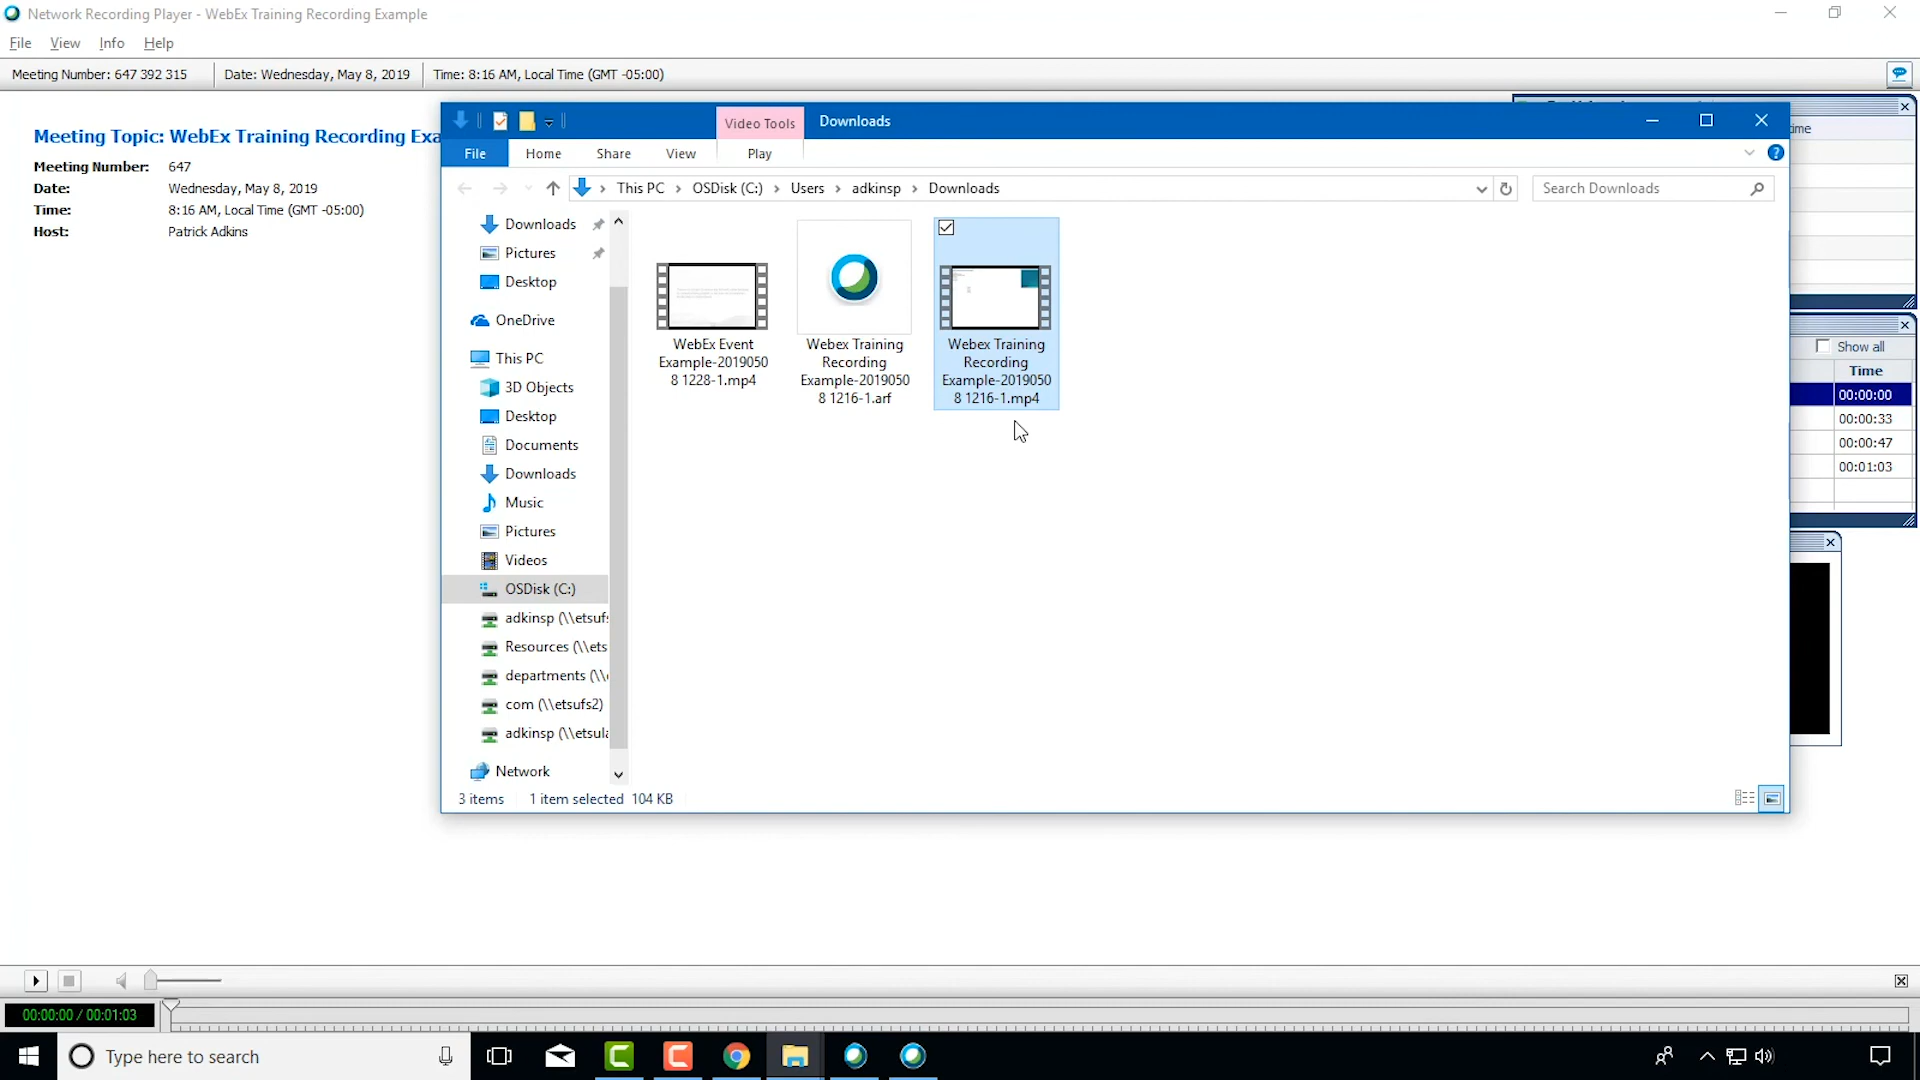 Network Recording Player - WebEx Training Recording Example
File View Info Help
Meeting Number: 647 392 315 Date: Wednesday, May 8, 2019 Time: 8:16 AM, Local Time (GMT -05:00)
Meeting Topic: WebEx Training Recording Exa
Meeting Number: 647
Date: Wednesday, May 8, 2019
Time: 8:16 AM, Local Time (GMT -05:00)
Host: Patrick Adkins
Video Tools Downloads
File Home Share View Play
This PC OSDisk (C:) Users adkinsp Downloads Search Downloads
Downloads
Pictures
Desktop
OneDrive
This PC
3D Objects
Desktop
Documents
Downloads
Music
Pictures
Videos
OSDisk (C:)
adkinsp (\\etsufs
Resources (\\ets
departments (\\
com (\\etsufs2)
adkinsp (\\etsula
Network
WebEx Event
Example-2019050
8 1228-1.mp4
Webex Training
Recording
Example-2019050
8 1216-1.arf
Webex Training
Recording
Example-2019050
8 1216-1.mp4
3 items 1 item selected 104 KB
ime
Show all
Time
00:00:00
00:00:33
00:00:47
00:01:03
00:00:00 / 00:01:03
Type here to search